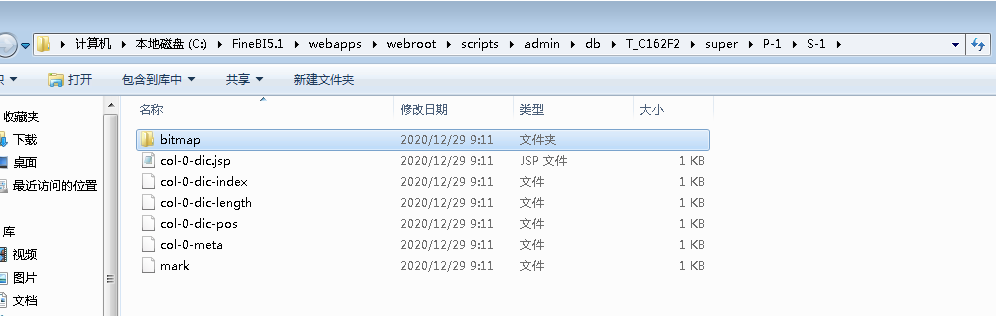 计算机 本地磁盘 (C:) FineBI5.1 webapps webroot scripts admin db T_C162F2 super P-1 S-1
打开 包含到库中 共享 新建文件夹
名称 修改日期 类型 大小
收藏夹
下载
桌面
最近访问的位置
库
视频
图片
文档
bitmap 2020/12/29 9:11 文件夹
col-0-dic.jsp 2020/12/29 9:11 JSP 文件 1 KB
col-0-dic-index 2020/12/29 9:11 文件 1 KB
col-0-dic-length 2020/12/29 9:11 文件 1 KB
col-0-dic-pos 2020/12/29 9:11 文件 1 KB
col-0-meta 2020/12/29 9:11 文件 1 KB
mark 2020/12/29 9:11 文件 1 KB